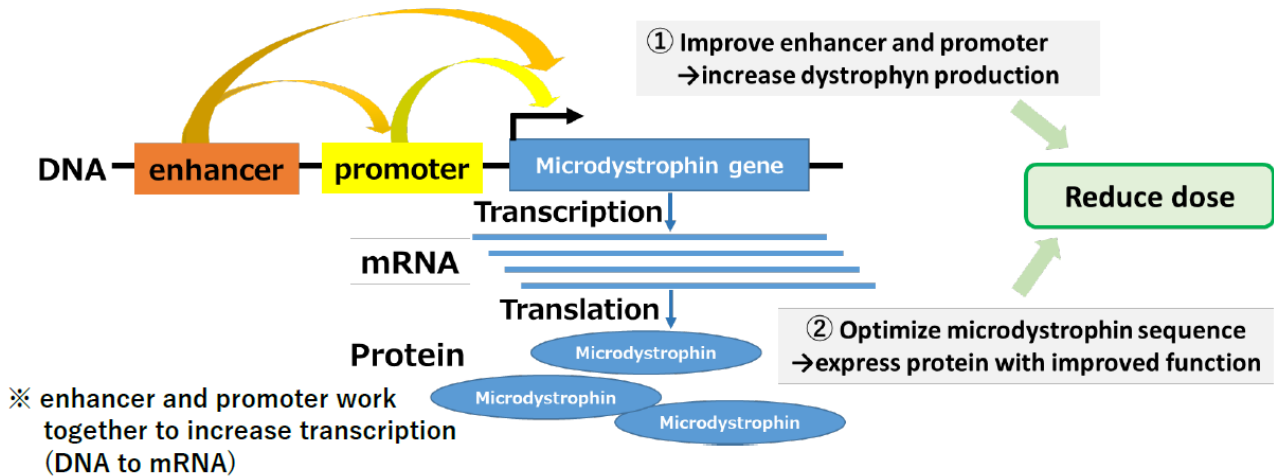 ① Improve enhancer and promoter
→increase dystrophyn production
DNA
enhancer
promoter
Microdystrophin gene
Reduce dose
Transcription
mRNA
Translation
② Optimize microdystrophin sequence
→express protein with improved function
Protein
Microdystrophin
Microdystrophin
Microdystrophin
※ enhancer and promoter work
together to increase transcription
(DNA to mRNA)